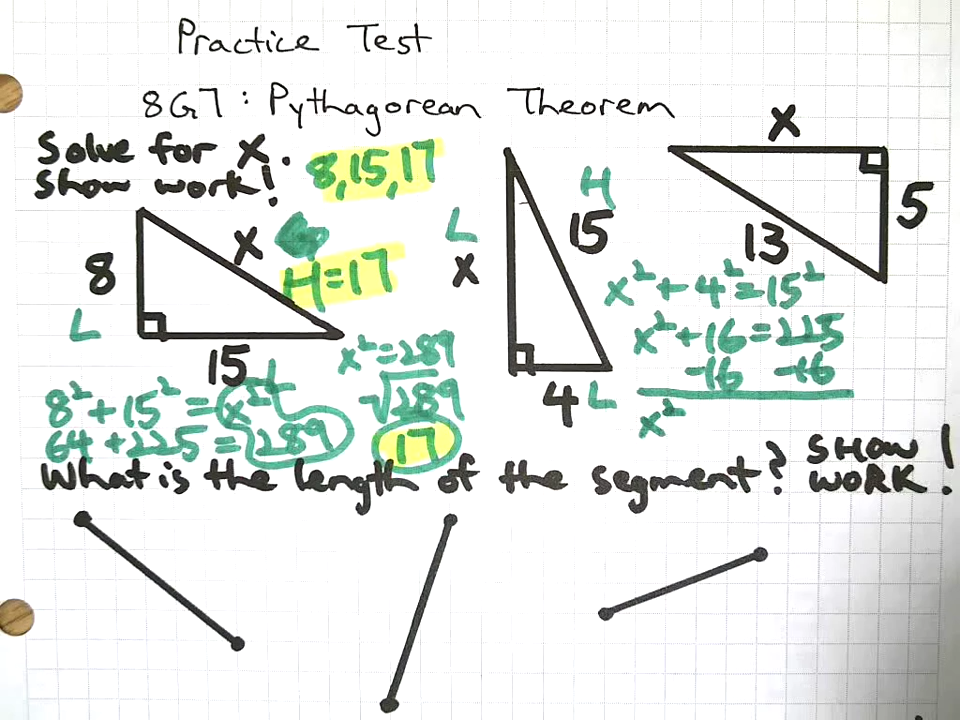 Practice Test
8G7: Pythagorean Theorem
Solve for x.
Show work!
8,15,17
8
L
x
H=17
15
L
8²+15²=x²
64+225=289
x²=289
√289
17
L
x
H
15
4
L
x
5
13
x²+4²=15²
x²+16=225
-16 -16
x²
What is the length of the segment? SHOW WORK!